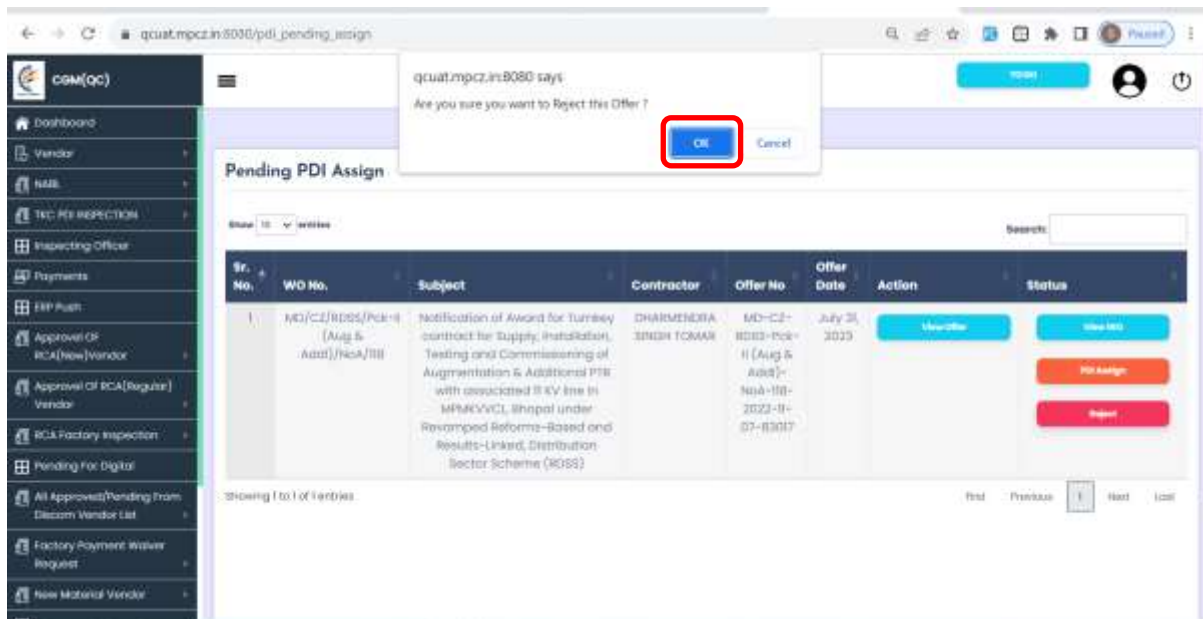 qcuat.mpcz.in:8080/pdi_pending_assign
Paused
CGM(QC)
qcuat.mpcz.in:8080 says
Are you sure you want to Reject this Offer ?
OK
Cancel
Dashboard
Vendor
NABL
TKC PDI INSPECTION
Inspecting Officer
Payments
ERP Push
Approval Of
RCA(New)Vendor
Approval Of RCA(Regular)
Vendor
RCA Factory Inspection
Pending For Digital
All Approved/Pending From
Discom Vendor List
Factory Payment Waiver
Request
New Material Vendor
Pending PDI Assign
Show 10 entries
Search:
Sr. No.
WO No.
Subject
Contractor
Offer No
Offer Date
Action
Status
1
MD/CZ/RDSS/Pck-II
(Aug &
Addl)/NoA/118
Notification of Award for Turnkey
contract for Supply, Installation,
Testing and Commissioning of
Augmentation & Additional PTR
with associated 11 KV line in
MPMKVVCL Bhopal under
Revamped Reforms-Based and
Results-Linked, Distribution
Sector Scheme (RDSS)
DHARMENDRA
SINGH TOMAR
MD-CZ-
RDSS-Pck-
II (Aug &
Addl)-
NoA-118-
2022-11-
07-83017
July 31,
2023
View Offer
PDI Assign
Reject
Showing 1 to 1 of 1 entries
First
Previous
1
Next
Last